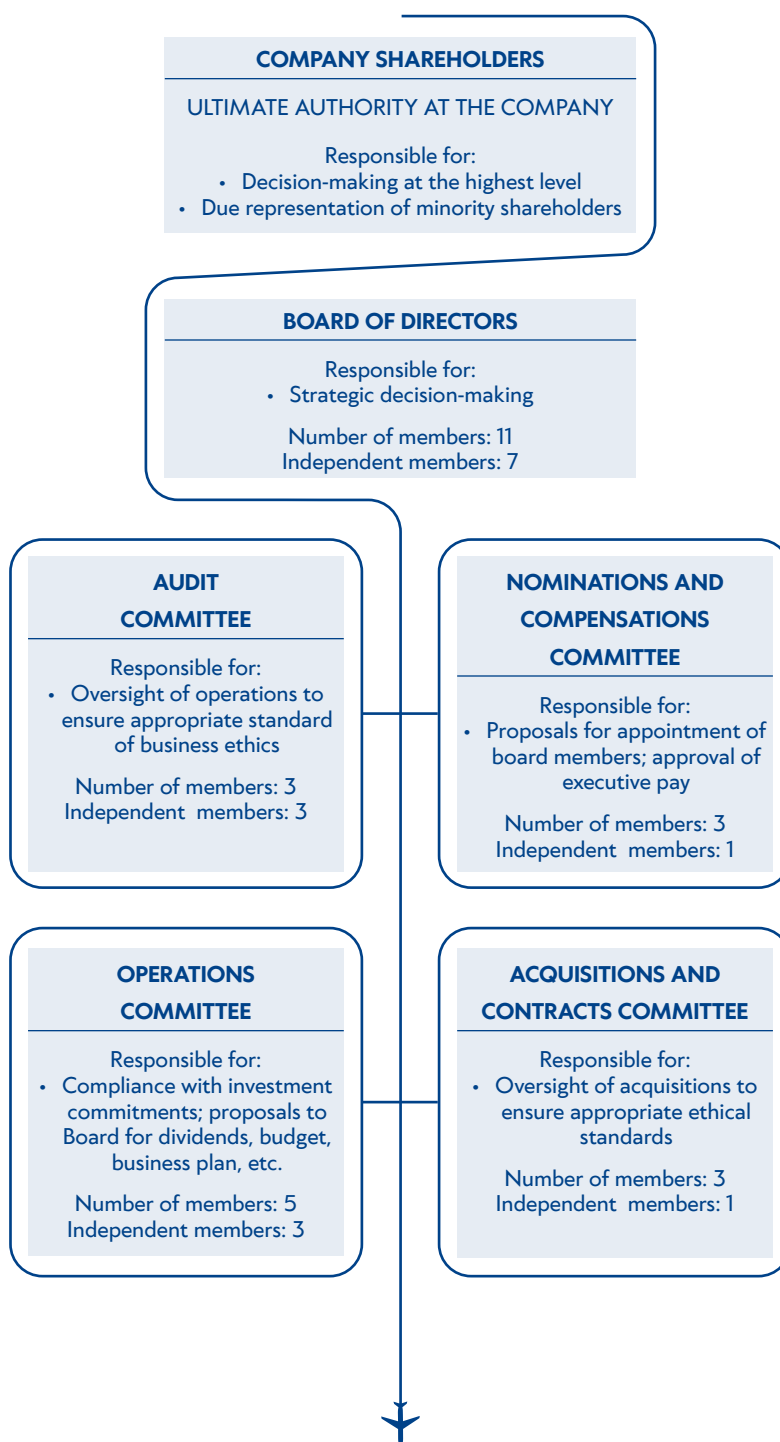 COMPANY SHAREHOLDERS
ULTIMATE AUTHORITY AT THE COMPANY
Responsible for:
• Decision-making at the highest level
• Due representation of minority shareholders
BOARD OF DIRECTORS
Responsible for:
• Strategic decision-making
Number of members: 11
Independent members: 7
AUDIT
COMMITTEE
Responsible for:
• Oversight of operations to
ensure appropriate standard
of business ethics
Number of members: 3
Independent  members: 3
NOMINATIONS AND
COMPENSATIONS
COMMITTEE
Responsible for:
• Proposals for appointment of
board members; approval of
executive pay
Number of members: 3
Independent  members: 1
OPERATIONS
COMMITTEE
Responsible for:
• Compliance with investment
commitments; proposals to
Board for dividends, budget,
business plan, etc.
Number of members: 5
Independent members: 3
ACQUISITIONS AND
CONTRACTS COMMITTEE
Responsible for:
• Oversight of acquisitions to
ensure appropriate ethical
standards
Number of members: 3
Independent  members: 1